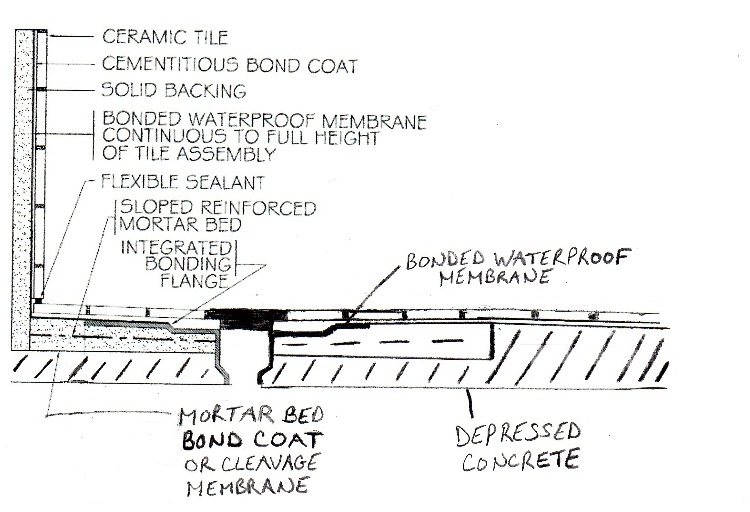 CERAMIC TILE
CEMENTITIOUS BOND COAT
SOLID BACKING
BONDED WATERPROOF MEMBRANE
CONTINUOUS TO FULL HEIGHT
OF TILE ASSEMBLY
FLEXIBLE SEALANT
SLOPED REINFORCED
MORTAR BED
INTEGRATED
BONDING
FLANGE
BONDED WATERPROOF
MEMBRANE
MORTAR BED
BOND COAT
OR CLEAVAGE
MEMBRANE
DEPRESSED
CONCRETE